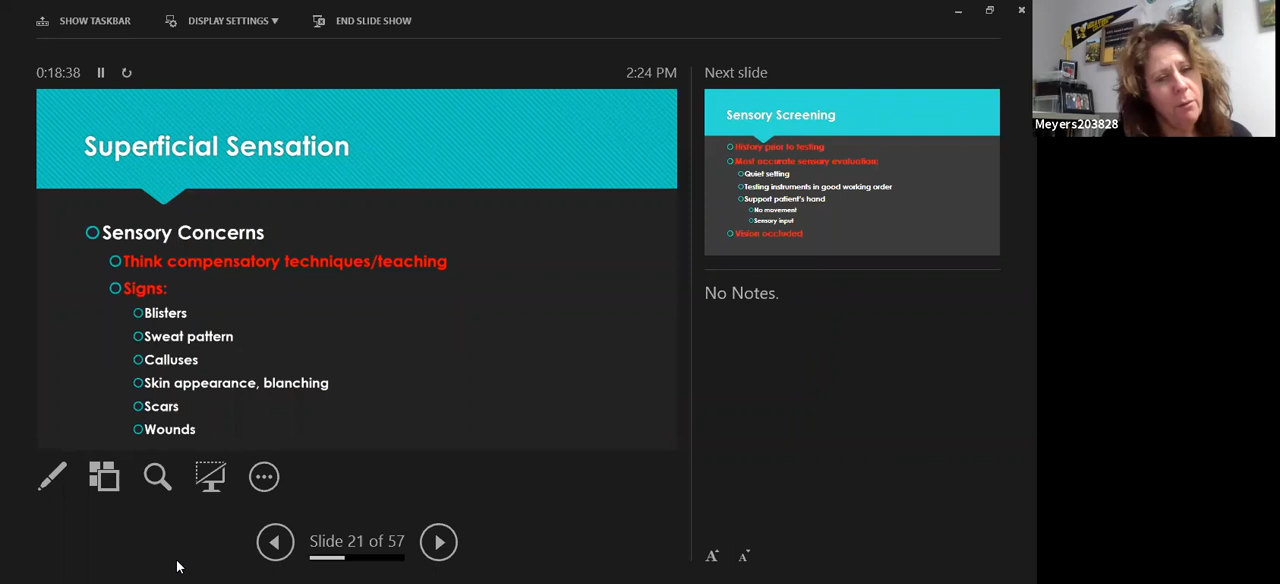 SHOW TASKBAR DISPLAY SETTINGS ▼ END SLIDE SHOW
0:18:38 2:24 PM
Superficial Sensation
Sensory Concerns
Think compensatory techniques/teaching
Signs:
Blisters
Sweat pattern
Calluses
Skin appearance, blanching
Scars
Wounds
Slide 21 of 57
Next slide
Sensory Screening
History prior to testing
Most accurate sensory evaluation:
Quiet setting
Testing instruments in good working order
Support patient's hand
No movement
Sensory input
Vision occluded
No Notes.
A A
Meyers203828